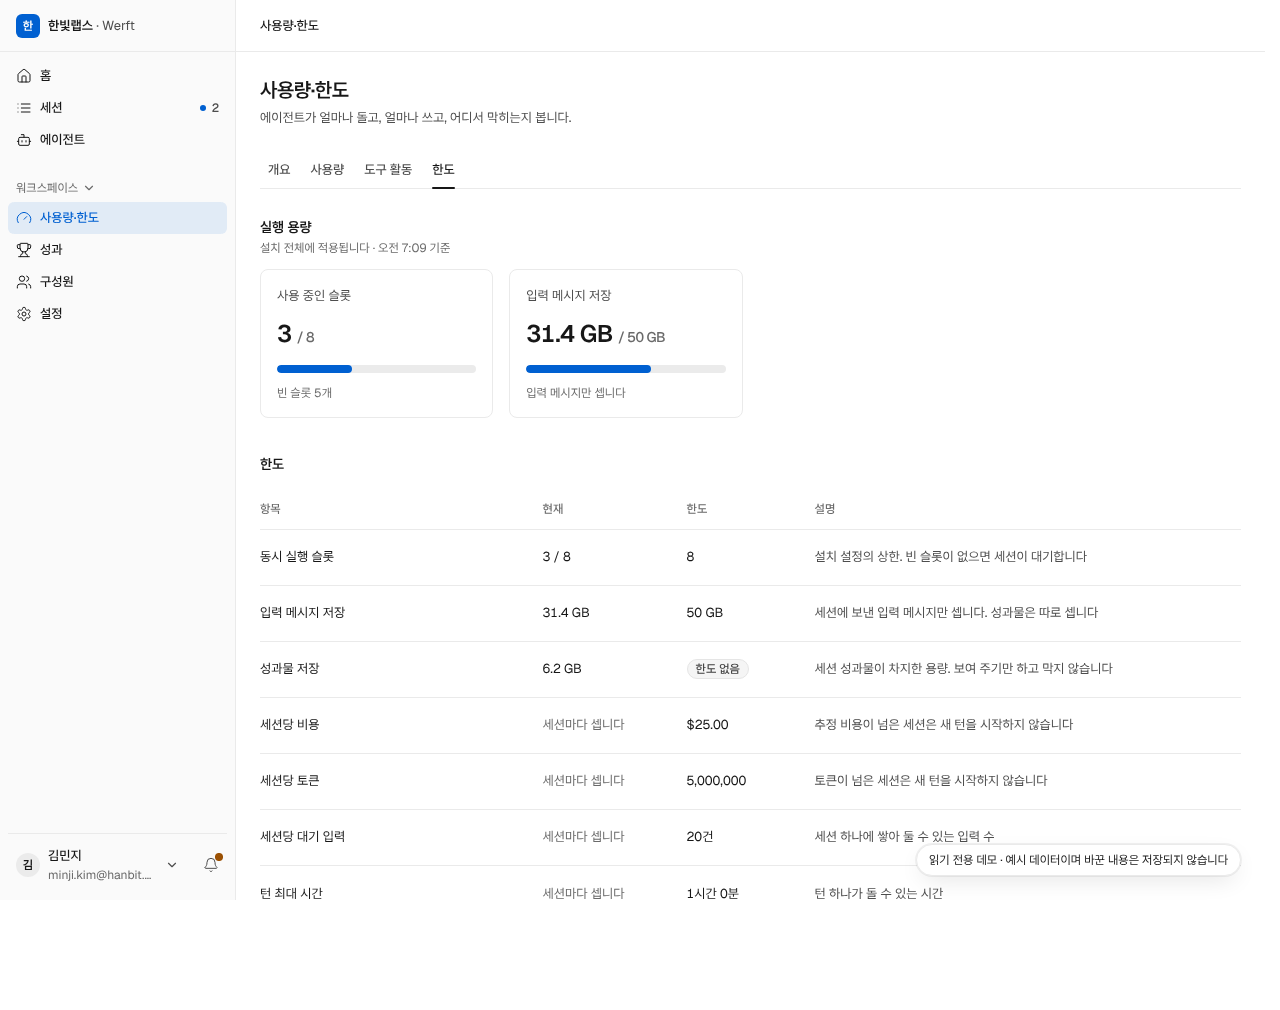 한 한빛랩스 · Werft
사용량·한도
홈
세션 2
에이전트
워크스페이스
사용량·한도
성과
구성원
설정
김 김민지
minji.kim@hanbit....
사용량·한도
에이전트가 얼마나 돌고, 얼마나 쓰고, 어디서 막히는지 봅니다.
개요 사용량 도구 활동 한도
실행 용량
설치 전체에 적용됩니다 · 오전 7:09 기준
사용 중인 슬롯
3 / 8
빈 슬롯 5개
입력 메시지 저장
31.4 GB / 50 GB
입력 메시지만 셉니다
한도
항목 현재 한도 설명
동시 실행 슬롯 3 / 8 8 설치 설정의 상한. 빈 슬롯이 없으면 세션이 대기합니다
입력 메시지 저장 31.4 GB 50 GB 세션에 보낸 입력 메시지만 셉니다. 성과물은 따로 셉니다
성과물 저장 6.2 GB 한도 없음 세션 성과물이 차지한 용량. 보여 주기만 하고 막지 않습니다
세션당 비용 세션마다 셉니다 $25.00 추정 비용이 넘은 세션은 새 턴을 시작하지 않습니다
세션당 토큰 세션마다 셉니다 5,000,000 토큰이 넘은 세션은 새 턴을 시작하지 않습니다
세션당 대기 입력 세션마다 셉니다 20건 세션 하나에 쌓아 둘 수 있는 입력 수
읽기 전용 데모 · 예시 데이터이며 바꾼 내용은 저장되지 않습니다
턴 최대 시간 세션마다 셉니다 1시간 0분 턴 하나가 돌 수 있는 시간